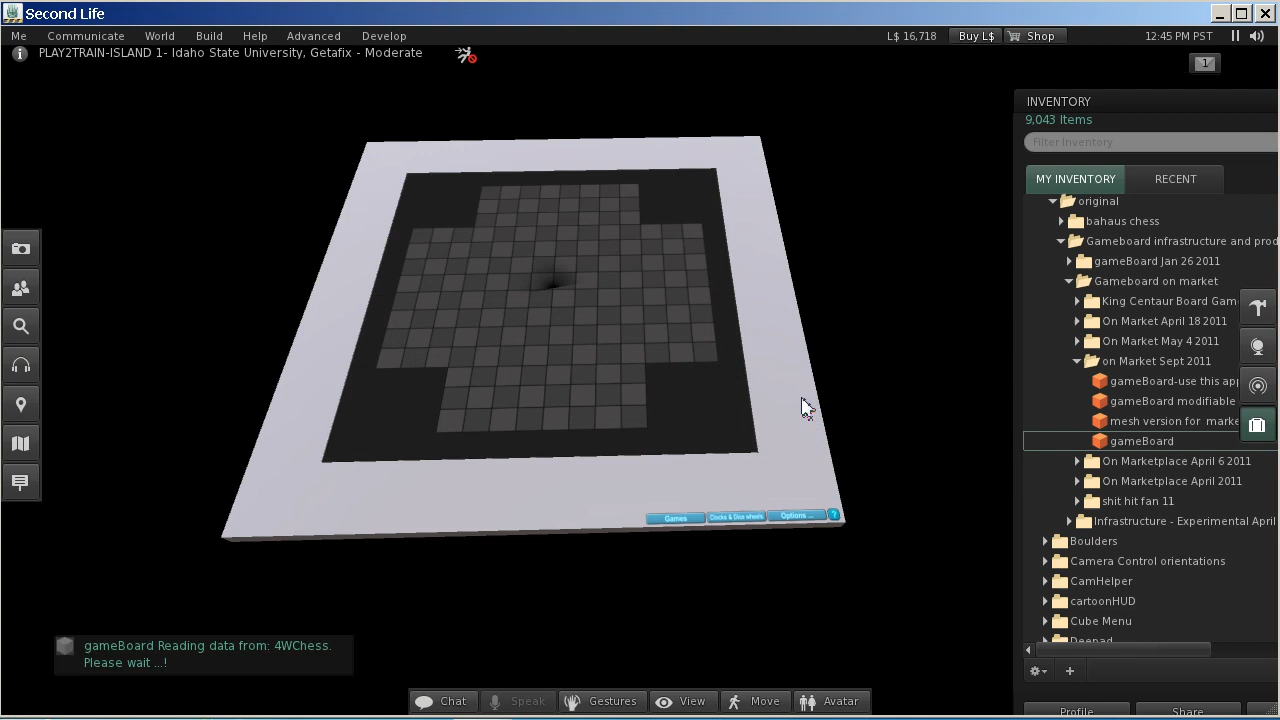 Second Life
Me Communicate World Build Help Advanced Develop
L$ 16,718 Buy L$ Shop 12:45 PM PST
PLAY2TRAIN-ISLAND 1- Idaho State University, Getafix - Moderate
1
INVENTORY
9,043 Items
Filter Inventory
MY INVENTORY RECENT
original
bahaus chess
Gameboard infrastructure and prod
gameBoard Jan 26 2011
Gameboard on market
King Centaur Board Gam
On Market April 18 2011
On Market May 4 2011
on Market Sept 2011
gameBoard-use this app
gameBoard modifiable
mesh version for marke
gameBoard
On Marketplace April 6 2011
On Marketplace April 2011
shit hit fan 11
Infrastructure - Experimental April
Boulders
Camera Control orientations
CamHelper
cartoonHUD
Cube Menu
Deepad
Profile Share
Games Clocks & Dice wheels Options ... ?
gameBoard Reading data from: 4WChess.
Please wait ...!
Chat Speak Gestures View Move Avatar